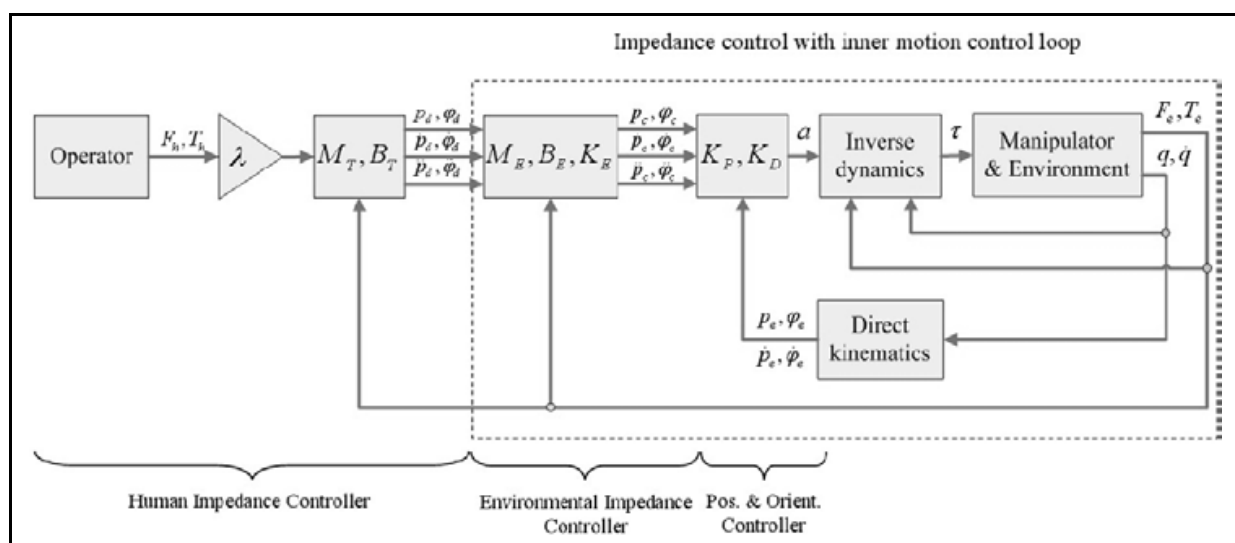 Impedance control with inner motion control loop
Operator
F_h, T_h
λ
M_T, B_T
p_d, φ_d
ṗ_d, φ̇_d
p̈_d, φ̈_d
M_E, B_E, K_E
p_c, φ_c
ṗ_c, φ̇_c
p̈_c, φ̈_c
K_P, K_D
a
Inverse
dynamics
τ
Manipulator
& Environment
F_e, T_e
q, q̇
p_e, φ_e
ṗ_e, φ̇_e
Direct
kinematics
Human Impedance Controller
Environmental Impedance
Controller
Pos. & Orient.
Controller